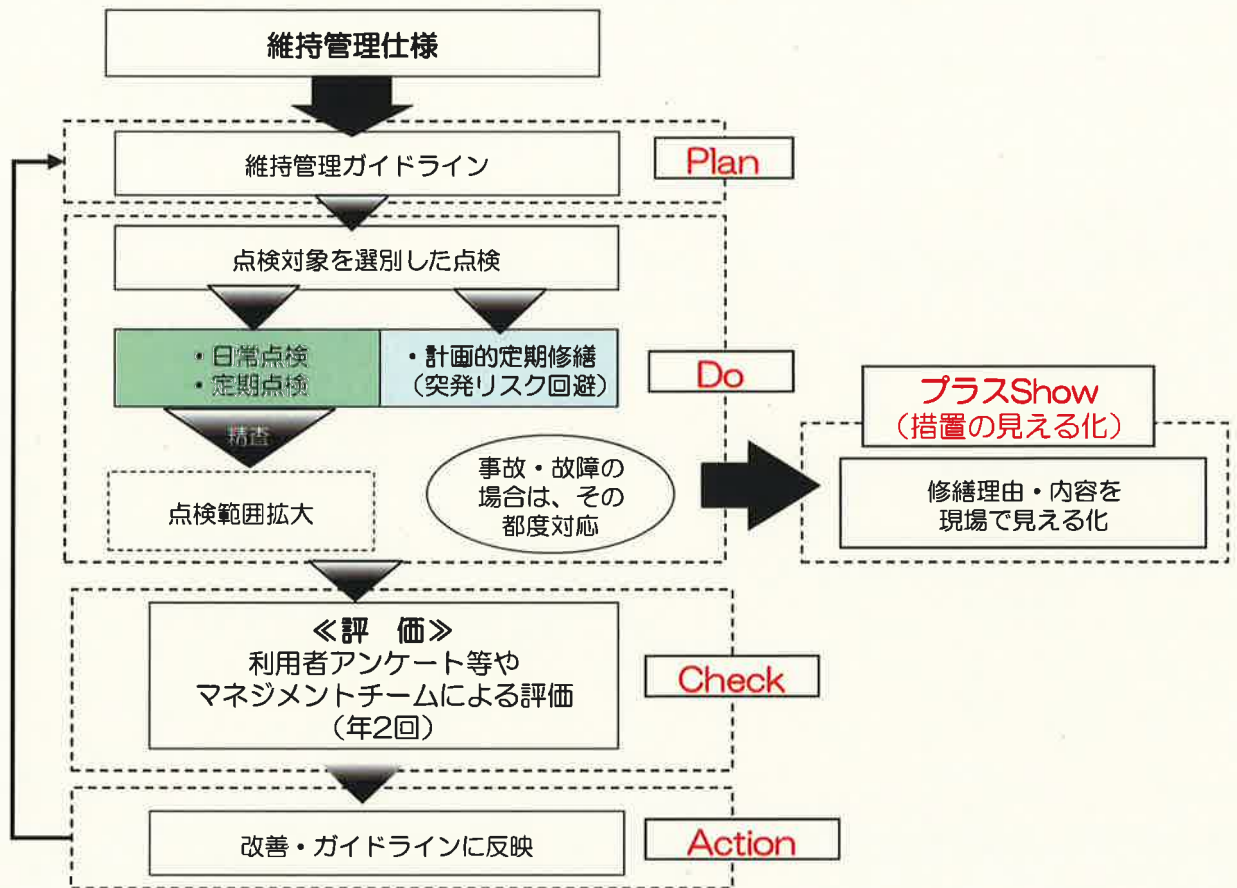 維持管理仕様
維持管理ガイドライン
Plan
点検対象を選別した点検
・日常点検
・定期点検
・計画的定期修繕
（突発リスク回避）
Do
精査
点検範囲拡大
事故・故障の
場合は、その
都度対応
プラスShow
（措置の見える化）
修繕理由・内容を
現場で見える化
≪評　価≫
利用者アンケート等や
マネジメントチームによる評価
（年2回）
Check
改善・ガイドラインに反映
Action